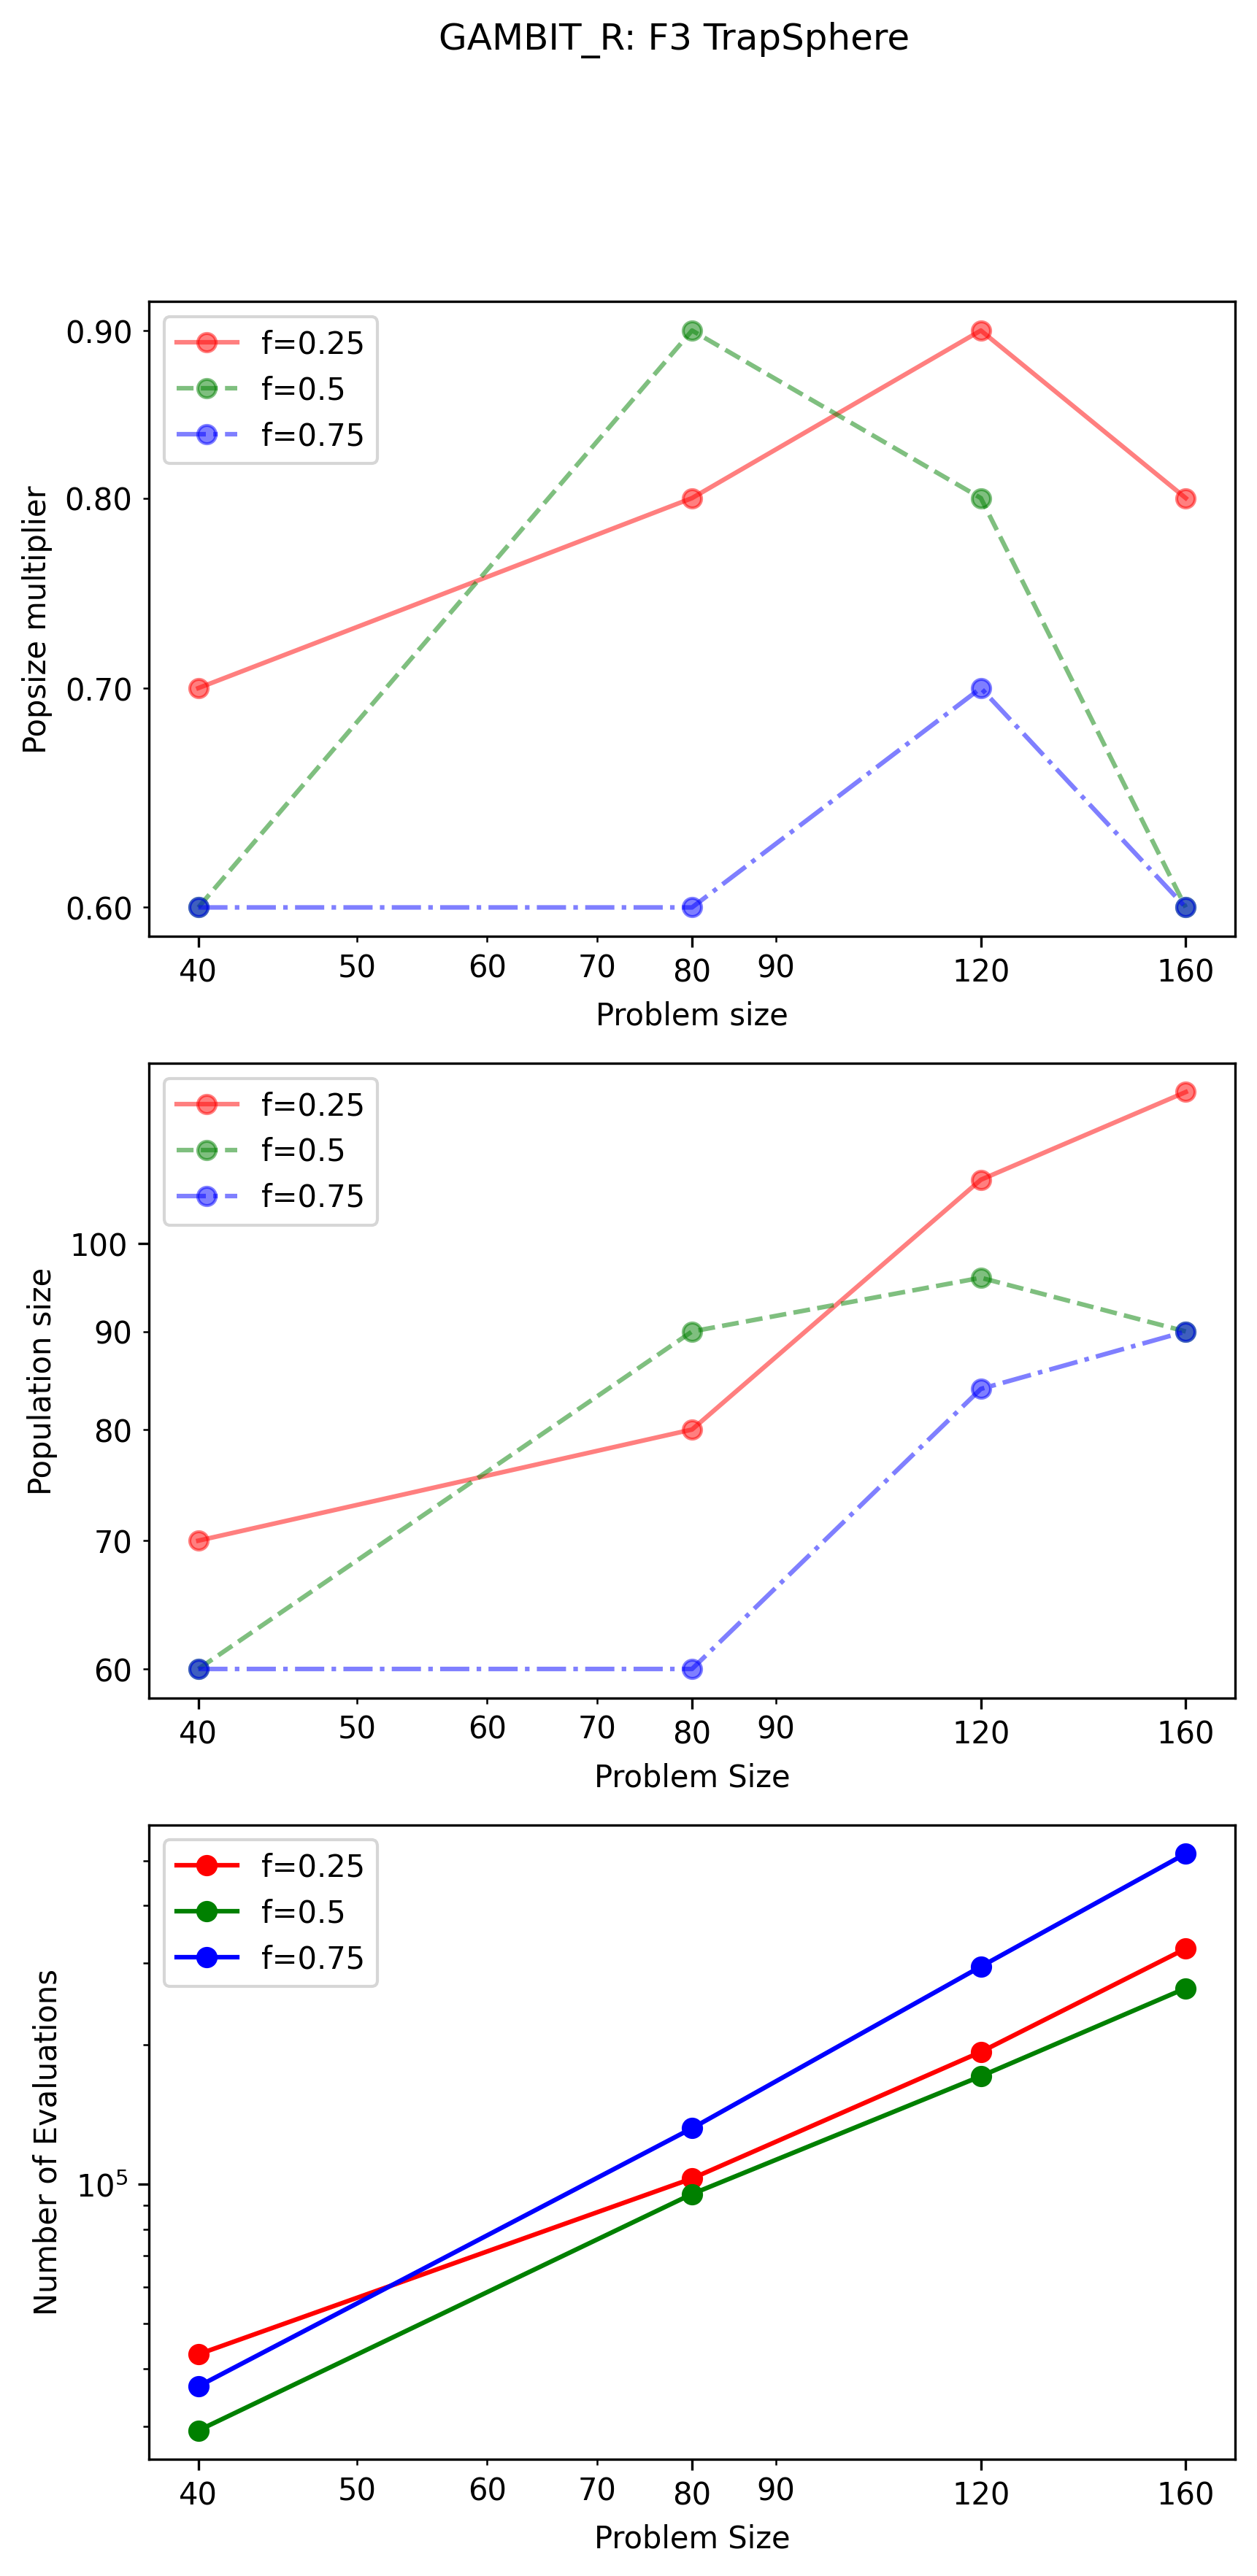 GAMBIT_R: F3 TrapSphere
f=0.25
f=0.5
f=0.75
Popsize multiplier
0.90
0.80
0.70
0.60
40 50 60 70 80 90 120 160
Problem size
f=0.25
f=0.5
f=0.75
Population size
100
90
80
70
60
40 50 60 70 80 90 120 160
Problem Size
f=0.25
f=0.5
f=0.75
Number of Evaluations
10⁵
40 50 60 70 80 90 120 160
Problem Size